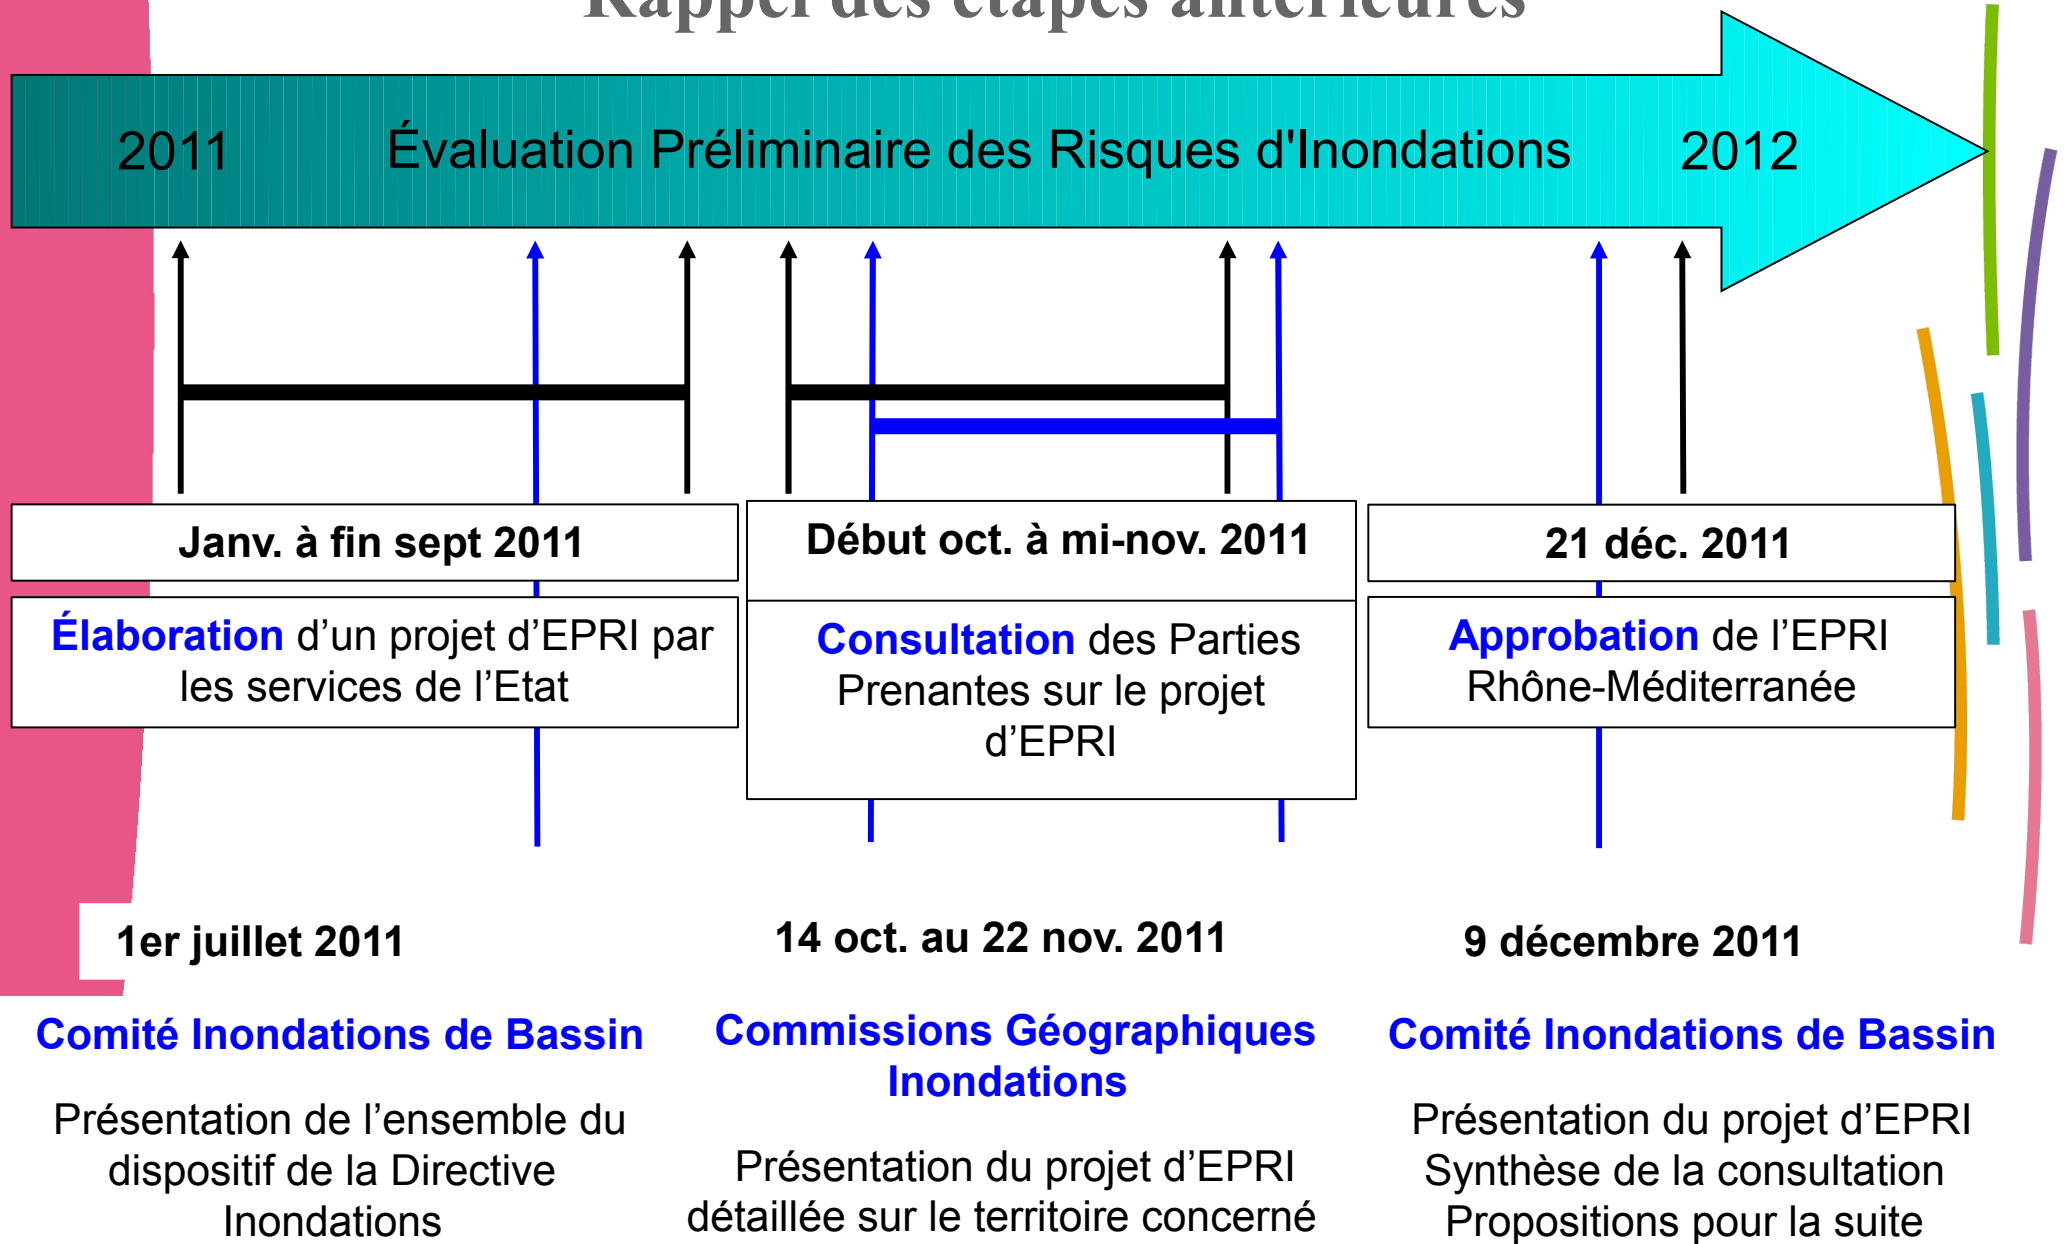 Rappel des étapes antérieures
2011 Évaluation Préliminaire des Risques d'Inondations 2012
Janv. à fin sept 2011
Élaboration d’un projet d’EPRI par
les services de l’Etat
Début oct. à mi-nov. 2011
Consultation des Parties
Prenantes sur le projet
d’EPRI
21 déc. 2011
Approbation de l’EPRI
Rhône-Méditerranée
1er juillet 2011
Comité Inondations de Bassin
Présentation de l’ensemble du
dispositif de la Directive
Inondations
14 oct. au 22 nov. 2011
Commissions Géographiques
Inondations
Présentation du projet d’EPRI
détaillée sur le territoire concerné
9 décembre 2011
Comité Inondations de Bassin
Présentation du projet d’EPRI
Synthèse de la consultation
Propositions pour la suite